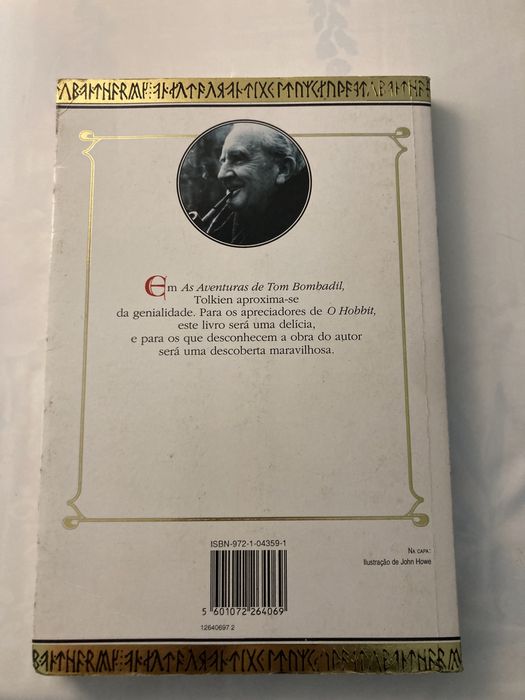 Em As Aventuras de Tom Bombadil,
Tolkien aproxima-se
da genialidade. Para os apreciadores de O Hobbit,
este livro será uma delícia,
e para os que desconhecem a obra do autor
será uma descoberta maravilhosa.
ISBN-972-1-04359-1
5 601072 264069
12640697 2
NA CAPA:
Ilustração de John Howe